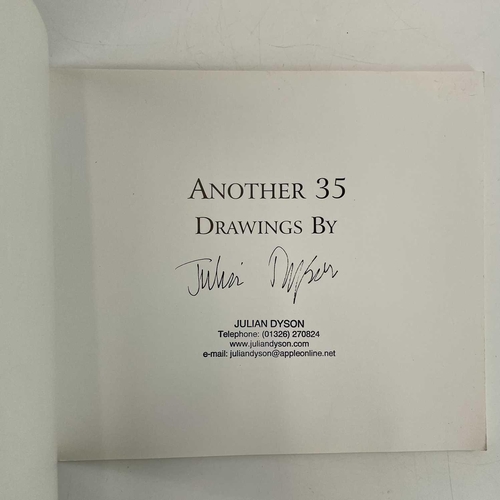 ANOTHER 35
DRAWINGS BY
Julian Dyson
JULIAN DYSON
Telephone: (01326) 270824
www.juliandyson.com
e-mail: juliandyson@appleonline.net